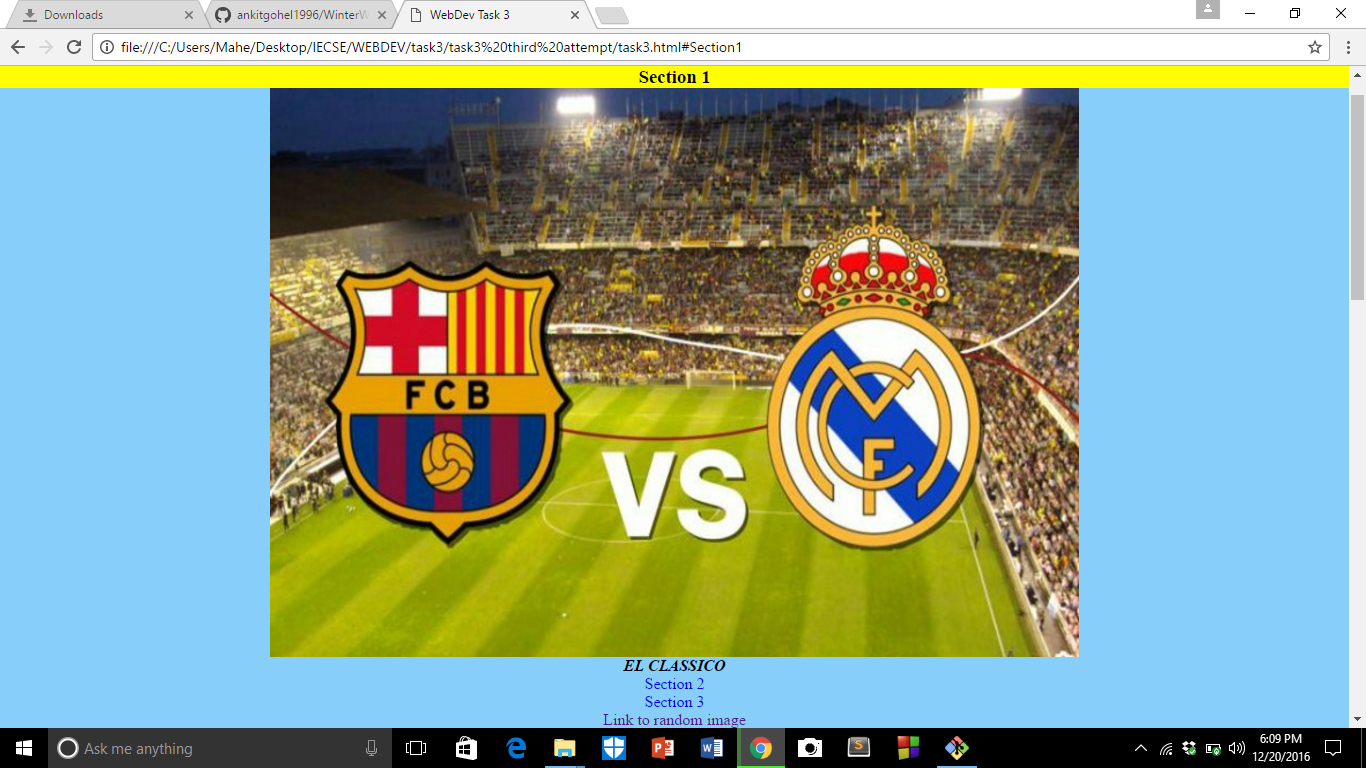 Downloads
ankitgohel1996/WinterW
WebDev Task 3
file:///C:/Users/Mahe/Desktop/IECSE/WEBDEV/task3/task3%20third%20attempt/task3.html#Section1
Section 1
FCB
VS
EL CLASSICO
Section 2
Section 3
Link to random image
Ask me anything
6:09 PM
12/20/2016